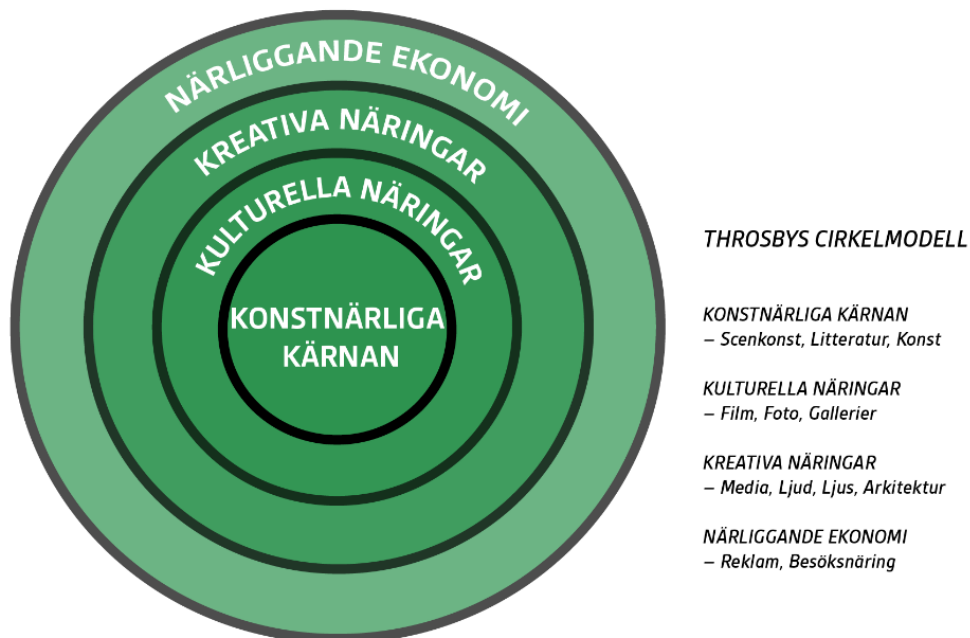 NÄRLIGGANDE EKONOMI
KREATIVA NÄRINGAR
KULTURELLA NÄRINGAR
KONSTNÄRLIGA
KÄRNAN
THROSBYS CIRKELMODELL
KONSTNÄRLIGA KÄRNAN
– Scenkonst, Litteratur, Konst
KULTURELLA NÄRINGAR
– Film, Foto, Gallerier
KREATIVA NÄRINGAR
– Media, Ljud, Ljus, Arkitektur
NÄRLIGGANDE EKONOMI
– Reklam, Besöksnäring